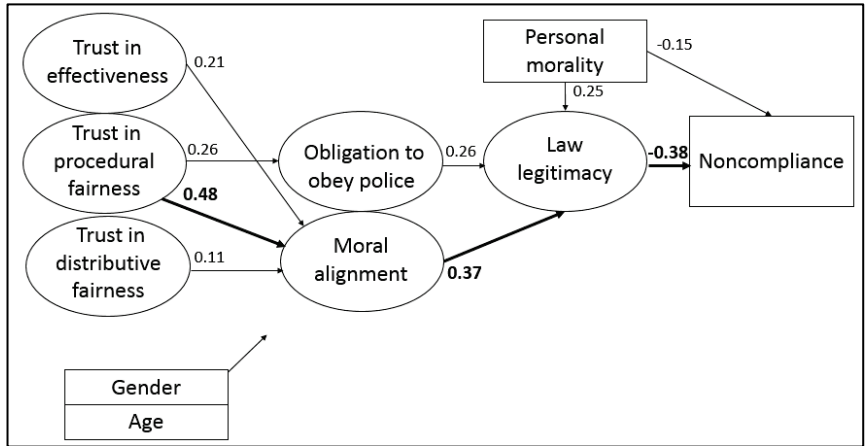 Trust in
effectiveness
0.21
Trust in
procedural
fairness
0.26
0.48
Trust in
distributive
fairness
0.11
Obligation to
obey police
0.26
Moral
alignment
0.37
Personal
morality
-0.15
0.25
Law
legitimacy
-0.38
Noncompliance
Gender
Age